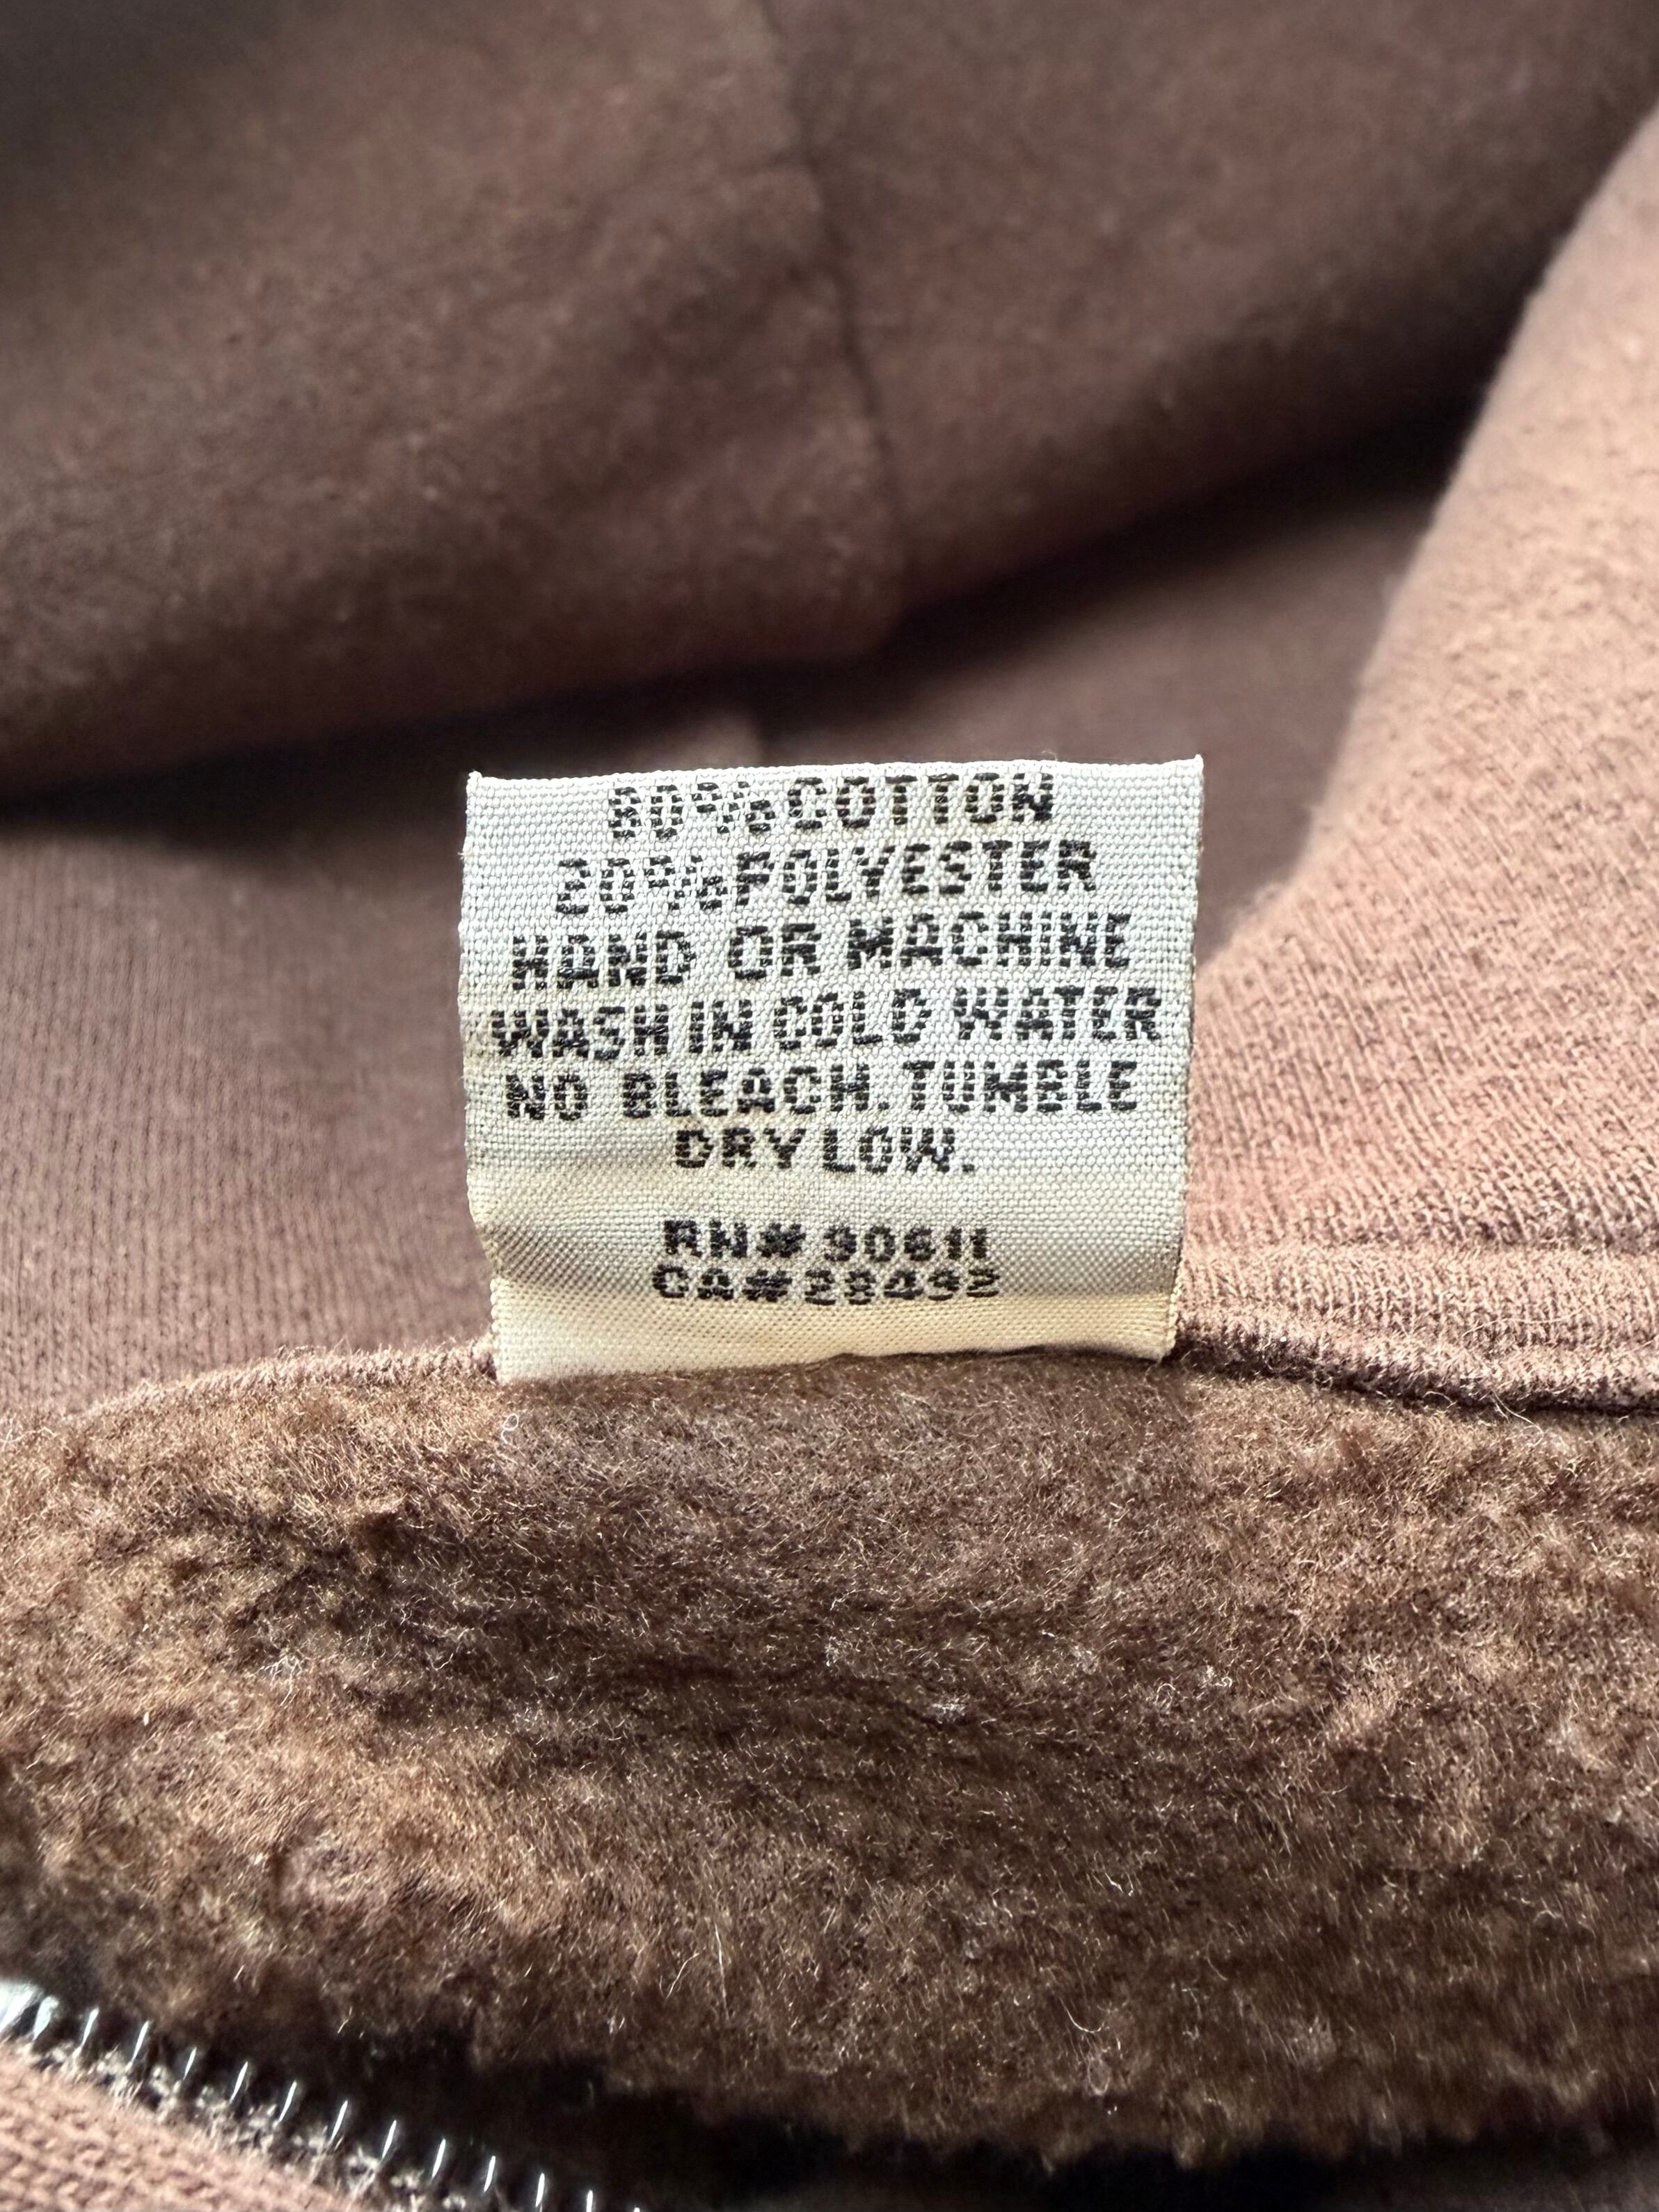 80% COTTON
20% POLYESTER
HAND OR MACHINE
WASH IN COLD WATER
NO BLEACH. TUMBLE
DRY LOW.
RN# 90611
CA# 28492